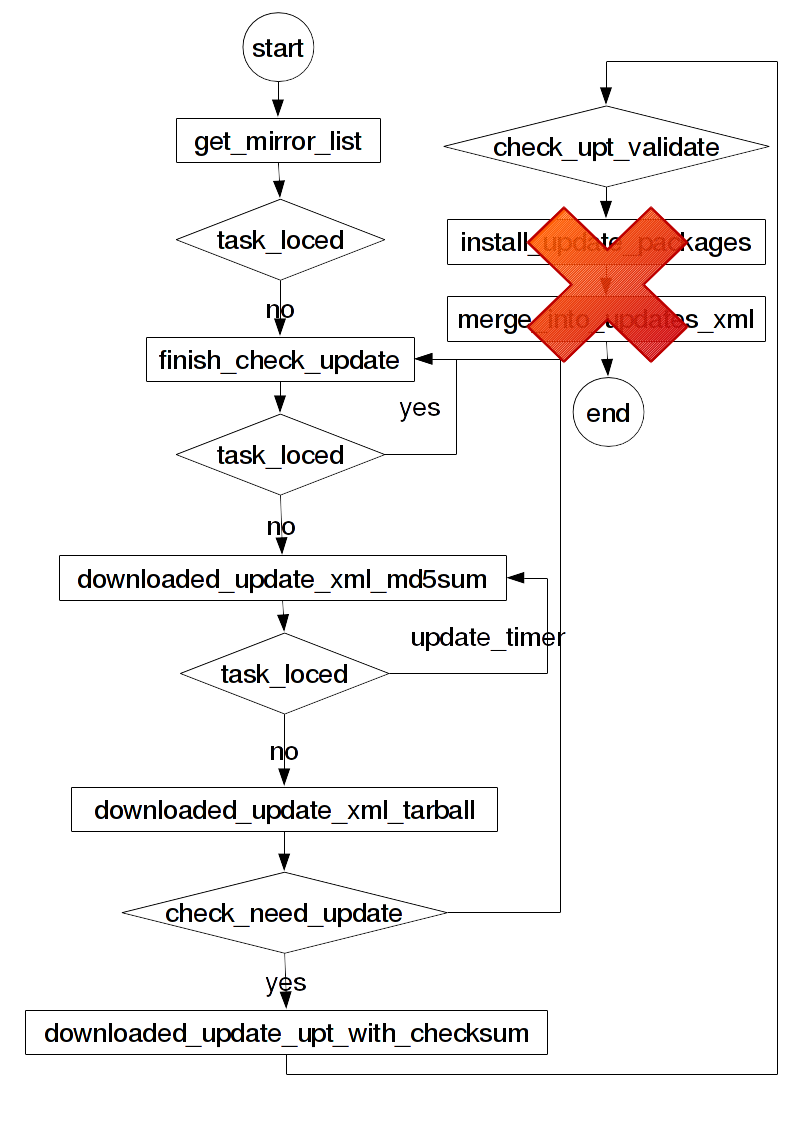 start
get_mirror_list
task_loced
no
finish_check_update
yes
task_loced
no
downloaded_update_xml_md5sum
update_timer
task_loced
no
downloaded_update_xml_tarball
check_need_update
yes
downloaded_update_upt_with_checksum
check_upt_validate
install_update_packages
merge_into_updates_xml
end